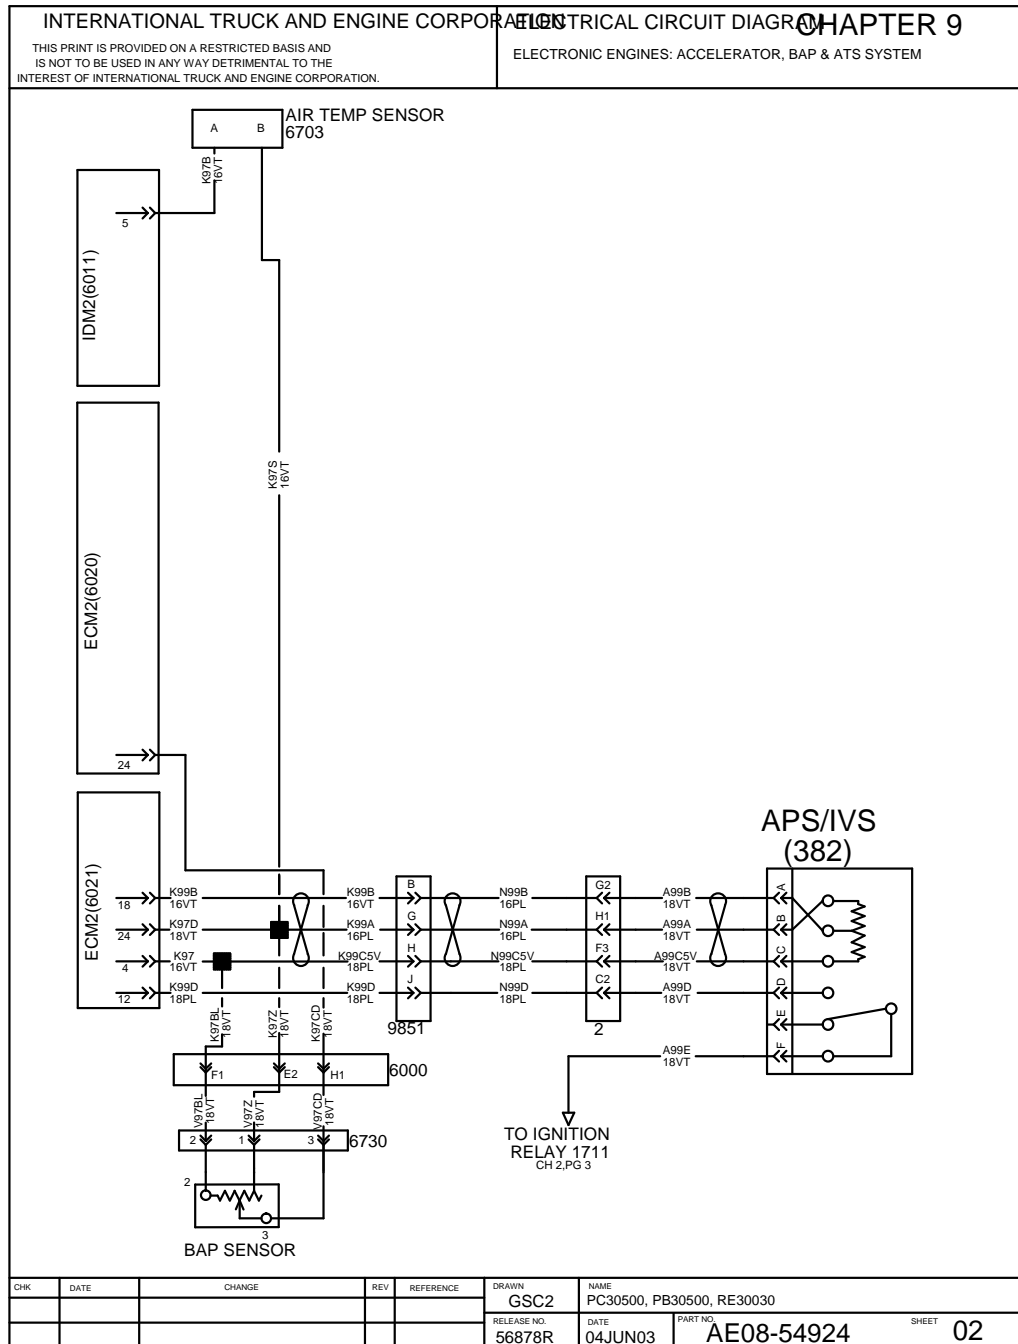 INTERNATIONAL TRUCK AND ENGINE CORPORATION
THIS PRINT IS PROVIDED ON A RESTRICTED BASIS AND
IS NOT TO BE USED IN ANY WAY DETRIMENTAL TO THE
INTEREST OF INTERNATIONAL TRUCK AND ENGINE CORPORATION.
ELECTRICAL CIRCUIT DIAGRAM
CHAPTER 9
ELECTRONIC ENGINES: ACCELERATOR, BAP & ATS SYSTEM
AIR TEMP SENSOR
6703
A B
K97B
16VT
5
IDM2(6011)
K97S
16VT
ECM2(6020)
24
APS/IVS
(382)
ECM2(6021)
18
K99B
16VT
K99B
16VT
B
N99B
16PL
G2
A99B
18VT
A
24
K97D
18VT
K99A
16PL
G
N99A
16PL
H1
A99A
18VT
B
4
K97
16VT
K99C5V
18PL
H
N99C5V
18PL
F3
A99C5V
18VT
C
12
K99D
18PL
K99D
18PL
J
N99D
18PL
C2
A99D
18VT
D
E
9851
2
K97BL
18VT
K97Z
18VT
K97CD
18VT
A99E
18VT
F
F1 E2 H1
6000
V97BL
18VT
V97Z
18VT
V97CD
18VT
2 1 3
6730
TO IGNITION
RELAY 1711
CH 2,PG 3
2
3
BAP SENSOR
CHK DATE CHANGE REV REFERENCE
DRAWN
GSC2
NAME
PC30500, PB30500, RE30030
RELEASE NO.
56878R
DATE
04JUN03
PART NO.
AE08-54924
SHEET 02